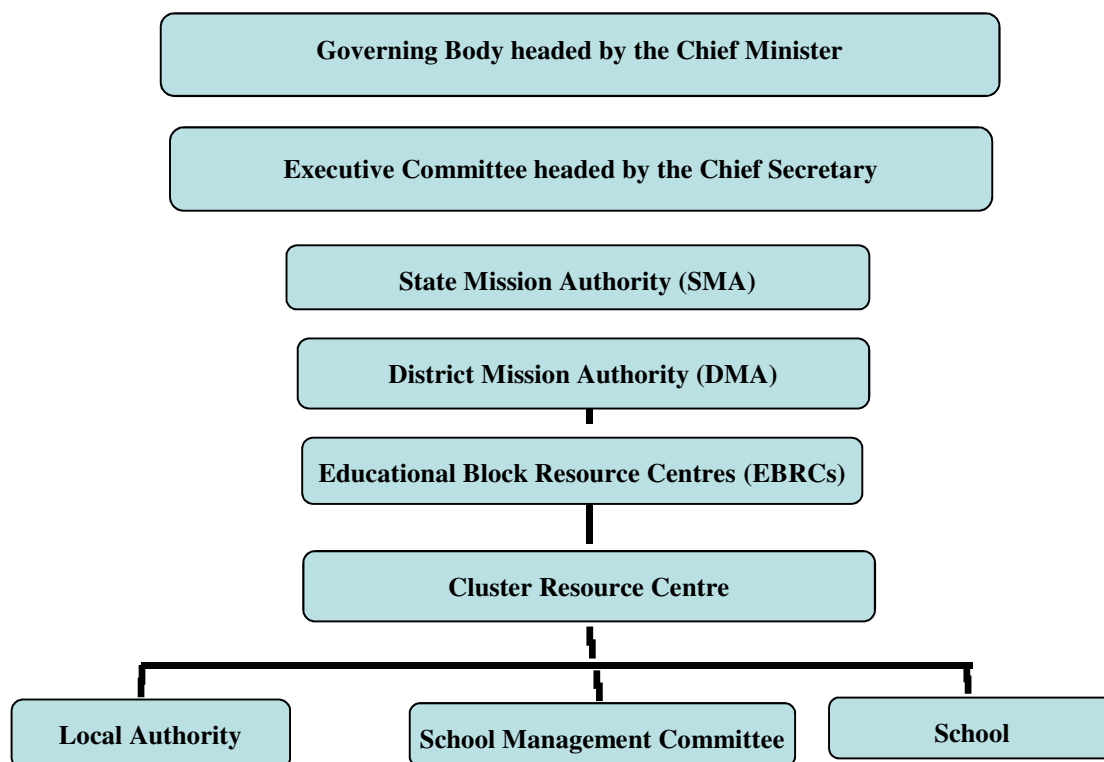 Governing Body headed by the Chief Minister
Executive Committee headed by the Chief Secretary
State Mission Authority (SMA)
District Mission Authority (DMA)
Educational Block Resource Centres (EBRCs)
Cluster Resource Centre
Local Authority
School Management Committee
School